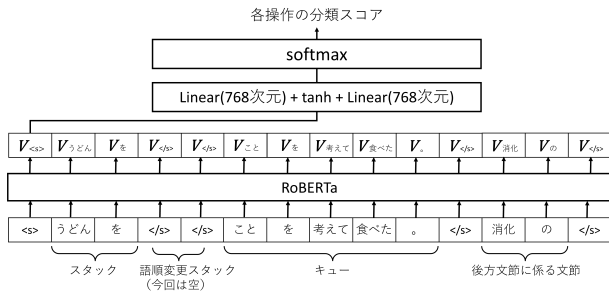 各操作の分類スコア
softmax
Linear(768次元) + tanh + Linear(768次元)
V<s> Vうどん Vを V</s> V</s> Vこと Vを V考えて V食べた V。 V</s> V消化 Vの V</s>
RoBERTa
<s> うどん を </s> </s> こと を 考えて 食べた 。 </s> 消化 の </s>
スタック 語順変更スタック キュー 後方文節に係る文節
（今回は空）